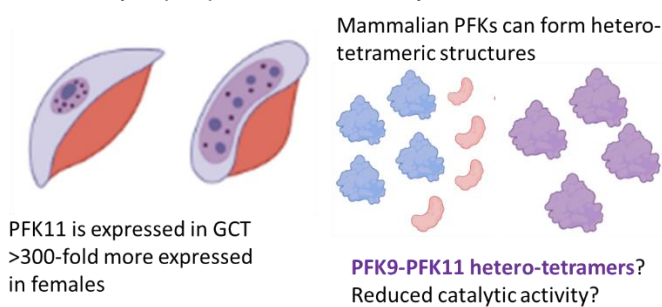 Mammalian PFKs can form hetero-
tetrameric structures
PFK11 is expressed in GCT
>300-fold more expressed
in females
PFK9-PFK11 hetero-tetramers?
Reduced catalytic activity?